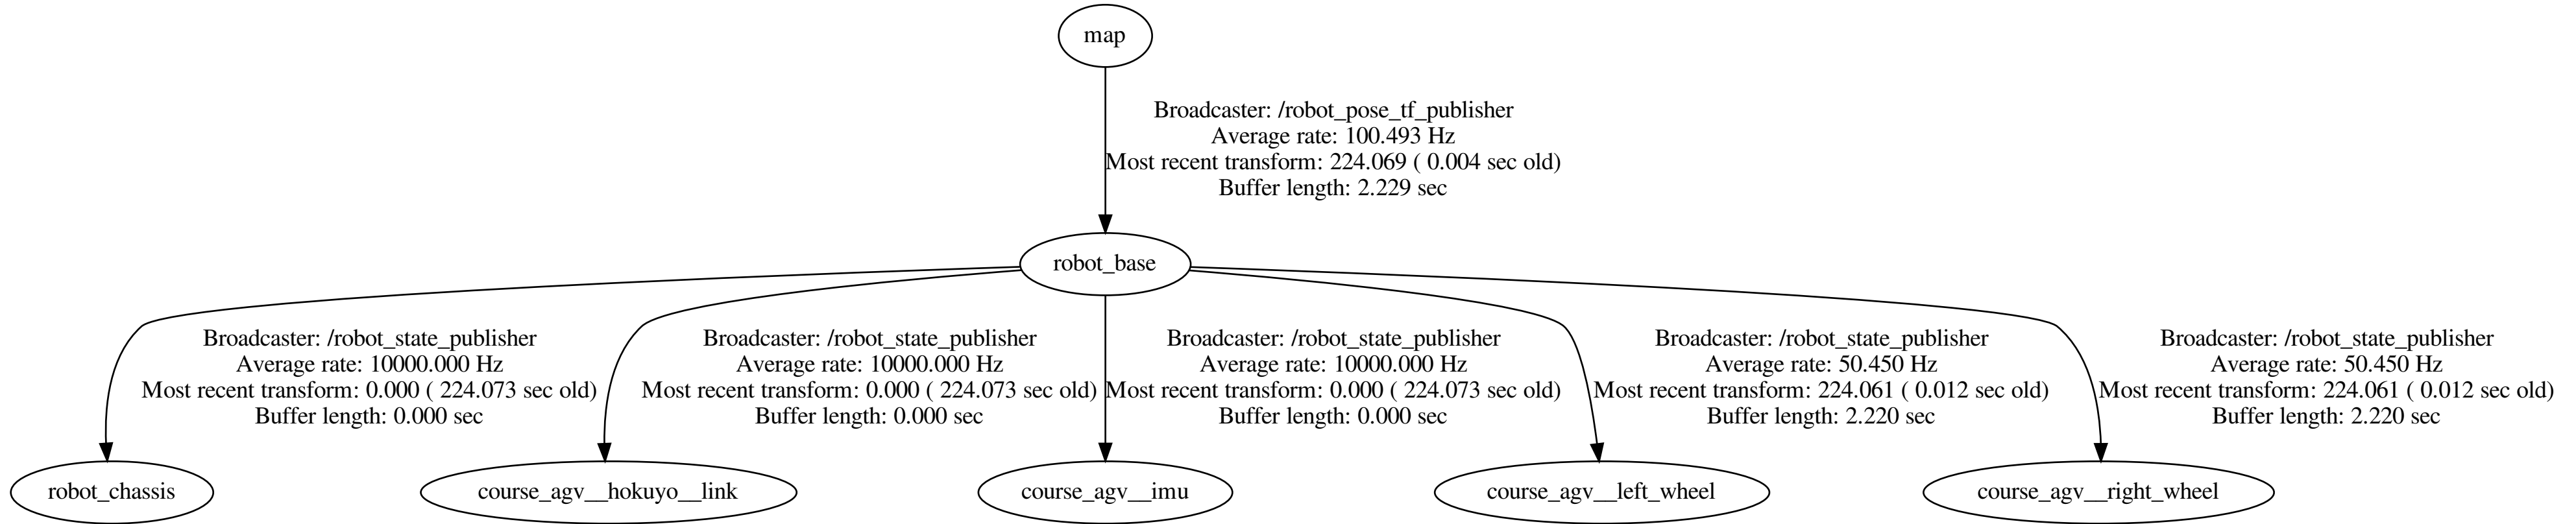 map
Broadcaster: /robot_pose_tf_publisher
Average rate: 100.493 Hz
Most recent transform: 224.069 ( 0.004 sec old)
Buffer length: 2.229 sec
robot_base
Broadcaster: /robot_state_publisher
Average rate: 10000.000 Hz
Most recent transform: 0.000 ( 224.073 sec old)
Buffer length: 0.000 sec
Broadcaster: /robot_state_publisher
Average rate: 10000.000 Hz
Most recent transform: 0.000 ( 224.073 sec old)
Buffer length: 0.000 sec
Broadcaster: /robot_state_publisher
Average rate: 10000.000 Hz
Most recent transform: 0.000 ( 224.073 sec old)
Buffer length: 0.000 sec
Broadcaster: /robot_state_publisher
Average rate: 50.450 Hz
Most recent transform: 224.061 ( 0.012 sec old)
Buffer length: 2.220 sec
Broadcaster: /robot_state_publisher
Average rate: 50.450 Hz
Most recent transform: 224.061 ( 0.012 sec old)
Buffer length: 2.220 sec
robot_chassis
course_agv__hokuyo__link
course_agv__imu
course_agv__left_wheel
course_agv__right_wheel